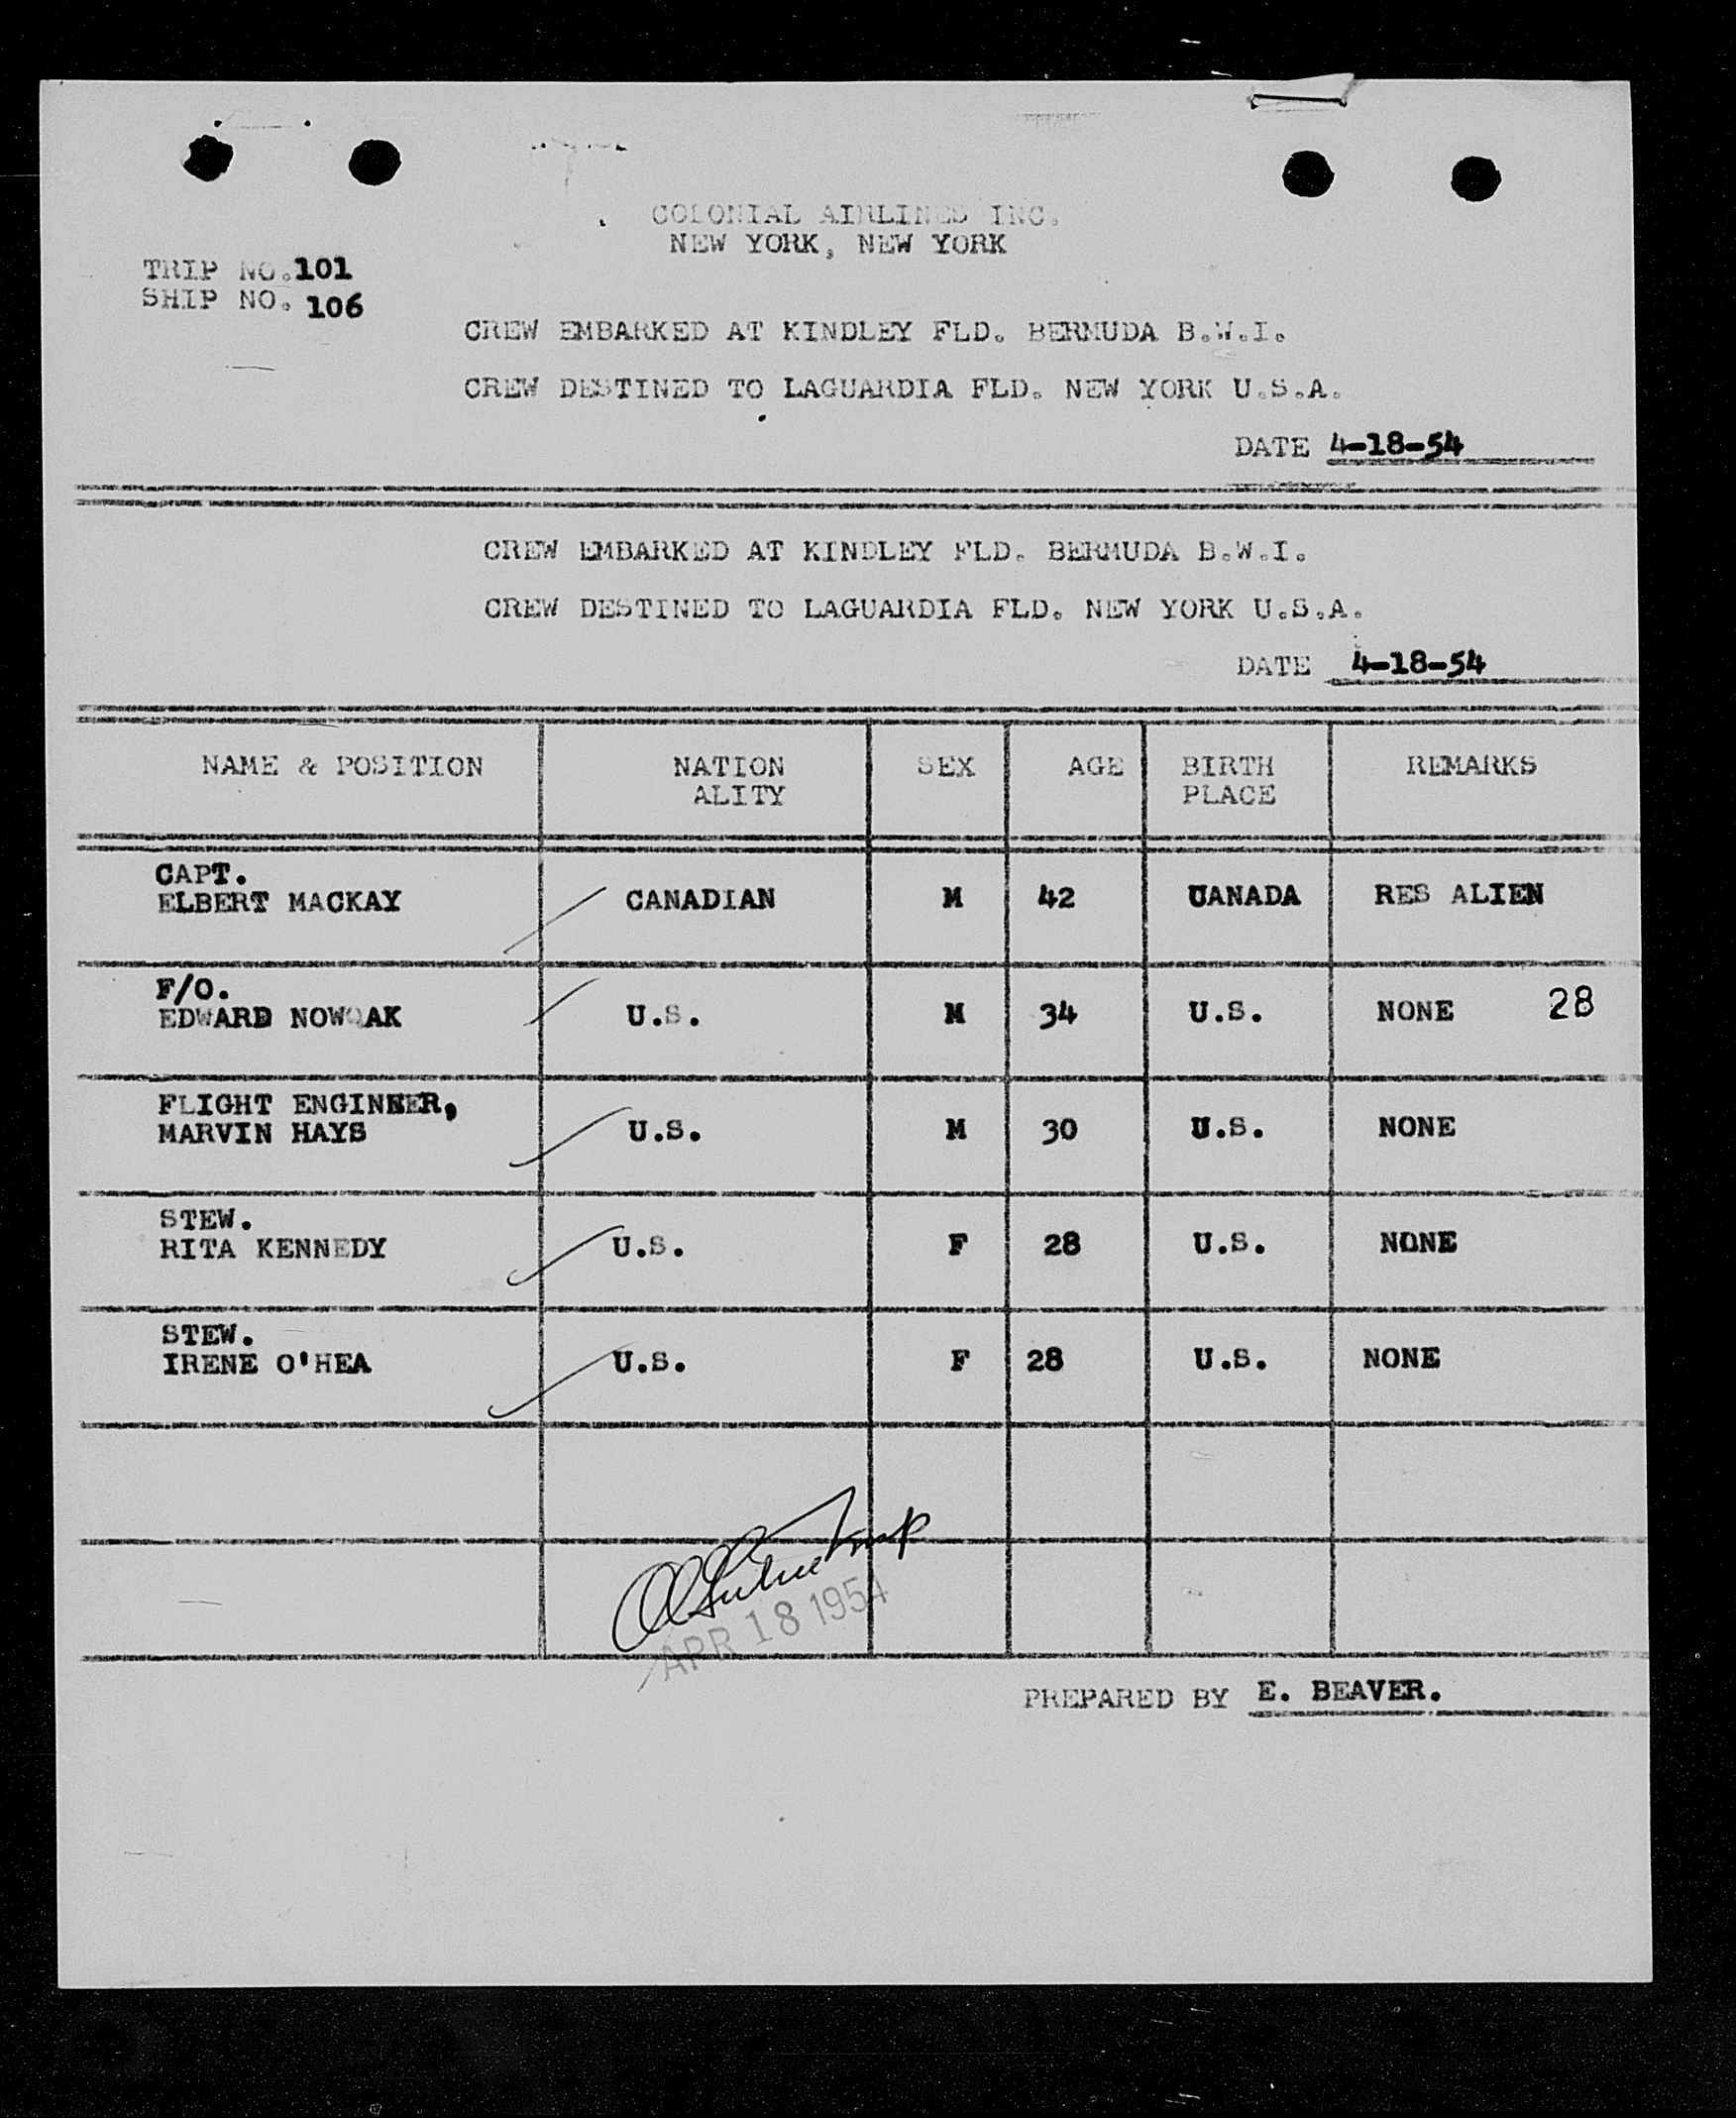 COLONIAL AIRLINES INC.
NEW YORK, NEW YORK
TRIP NO. 101
SHIP NO. 106
CREW EMBARKED AT KINDLEY FLD. BERMUDA B.W.I.
CREW DESTINED TO LAGUARDIA FLD. NEW YORK U.S.A.
DATE 4-18-54
CREW EMBARKED AT KINDLEY FLD. BERMUDA B.W.I.
CREW DESTINED TO LAGUARDIA FLD. NEW YORK U.S.A.
DATE 4-18-54
NAME & POSITION NATION SEX AGE BIRTH REMARKS
ALITY PLACE
CAPT.
ELBERT MACKAY CANADIAN M 42 CANADA RES ALIEN
F/O.
EDWARD NOWOAK U.S. M 34 U.S. NONE 28
FLIGHT ENGINEER,
MARVIN HAYS U.S. M 30 U.S. NONE
STEW.
RITA KENNEDY U.S. F 28 U.S. NONE
STEW.
IRENE O'HEA U.S. F 28 U.S. NONE
APR 18 1954
PREPARED BY E. BEAVER.